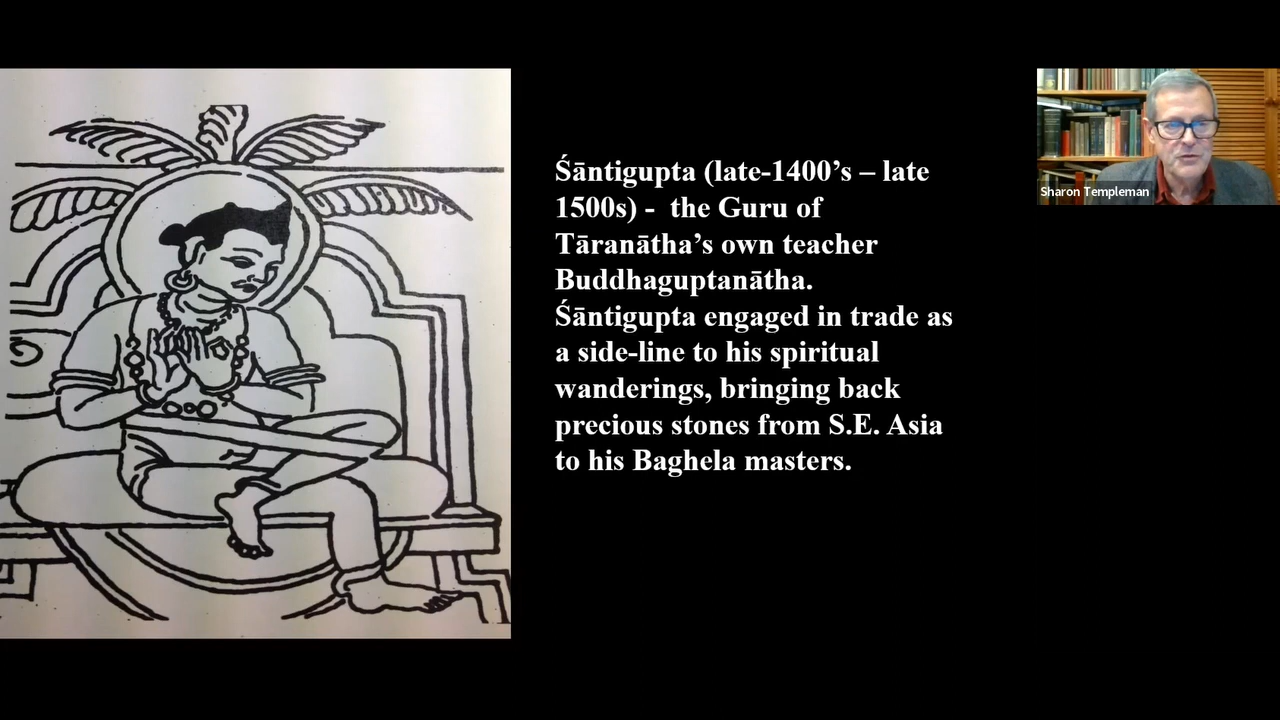 Śāntigupta (late-1400’s – late
1500s) -  the Guru of
Tāranātha’s own teacher
Buddhaguptanātha.
Śāntigupta engaged in trade as
a side-line to his spiritual
wanderings, bringing back
precious stones from S.E. Asia
to his Baghela masters.
Sharon Templeman